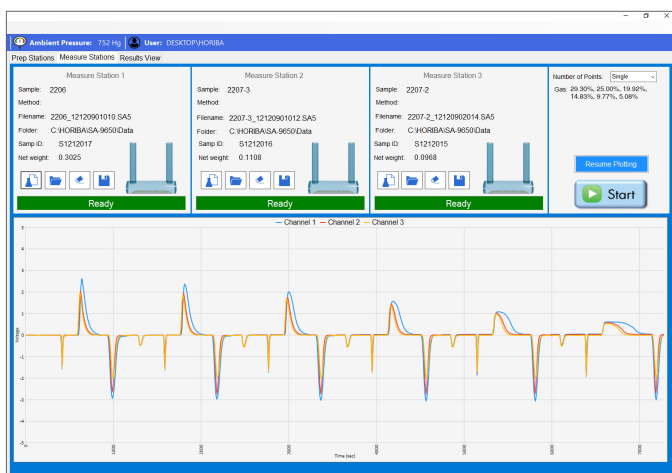 Ambient Pressure: 752 Hg User: DESKTOP\HORIBA
Prep Stations Measure Stations Results View
Measure Station 1
Sample: 2206
Method:
Filename: 2206_12120901010.SA5
Folder: C:\HORIBA\SA-9650\Data
Samp ID: S1212017
Net weight: 0.3025
Ready
Measure Station 2
Sample: 2207-3
Method:
Filename: 2207-3_12120901012.SA5
Folder: C:\HORIBA\SA-9650\Data
Samp ID: S1212016
Net weight: 0.1108
Ready
Measure Station 3
Sample: 2207-2
Method:
Filename: 2207-2_12120902014.SA5
Folder: C:\HORIBA\SA-9650\Data
Samp ID: S1212015
Net weight: 0.0968
Ready
Number of Points: Single
Gas: 29.30%, 25.00%, 19.92%,
14.83%, 9.77%, 5.08%
Resume Plotting
Start
Channel 1 Channel 2 Channel 3
5
4
3
2
1
0
-1
-2
-3
-4
-5
Voltage
0 1000 2000 3000 4000 5000 6000 7000
Time (sec)